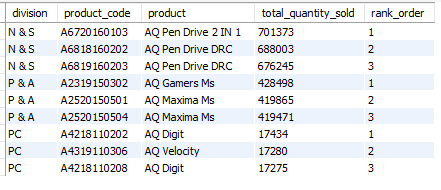 division product_code product total_quantity_sold rank_order
N & S A6720160103 AQ Pen Drive 2 IN 1 701373 1
N & S A6818160202 AQ Pen Drive DRC 688003 2
N & S A6819160203 AQ Pen Drive DRC 676245 3
P & A A2319150302 AQ Gamers Ms 428498 1
P & A A2520150501 AQ Maxima Ms 419865 2
P & A A2520150504 AQ Maxima Ms 419471 3
PC A4218110202 AQ Digit 17434 1
PC A4319110306 AQ Velocity 17280 2
PC A4218110208 AQ Digit 17275 3